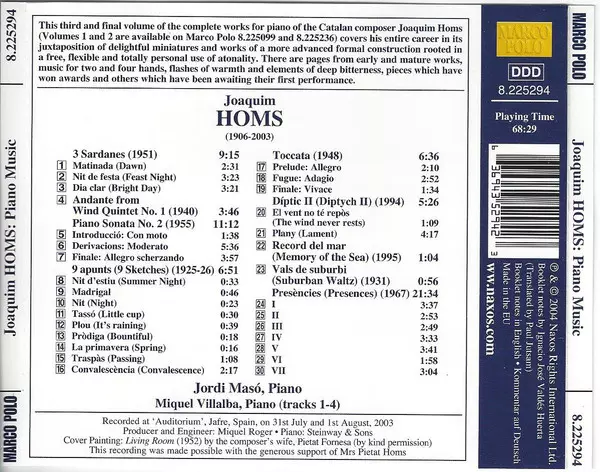 This third and final volume of the complete works for piano of the Catalan composer Joaquim Homs
(Volumes 1 and 2 are available on Marco Polo 8.225099 and 8.225236) covers his entire career in its
juxtaposition of delightful miniatures and works of a more advanced formal construction rooted in
a free, flexible and totally personal use of atonality. There are pages from early and mature works,
music for two and four hands, flashes of warmth and elements of deep bitterness, pieces which have
won awards and others which have been awaiting their first performance.
Joaquim
HOMS
(1906-2003)
3 Sardanes (1951) 9:15
1 Matinada (Dawn) 2:31
2 Nit de festa (Feast Night) 3:23
3 Dia clar (Bright Day) 3:21
4 Andante from
Wind Quintet No. 1 (1940) 3:46
Piano Sonata No. 2 (1955) 11:12
5 Introducció: Con moto 1:38
6 Derivacions: Moderato 5:36
7 Finale: Allegro scherzando 3:57
9 apunts (9 Sketches) (1925-26) 6:51
8 Nit d'estiu (Summer Night) 0:33
9 Madrigal 0:46
10 Nit (Night) 0:23
11 Tassó (Little cup) 0:30
12 Plou (It's raining) 0:39
13 Pròdiga (Bountiful) 0:18
14 La primavera (Spring) 0:16
15 Traspàs (Passing) 1:08
16 Convalescència (Convalescence) 2:17
Toccata (1948) 6:36
17 Prelude: Allegro 2:10
18 Fugue: Adagio 2:52
19 Finale: Vivace 1:34
Díptic II (Diptych II) (1994) 5:26
20 El vent no té repòs
(The wind never rests) 1:09
21 Plany (Lament) 4:17
22 Record del mar
(Memory of the Sea) (1995) 1:04
23 Vals de suburbi
(Suburban Waltz) (1931) 0:56
Presències (Presences) (1967) 21:34
24 I 3:37
25 II 2:53
26 III 2:49
27 IV 3:33
28 V 3:41
29 VI 1:58
30 VII 3:04
Jordi Masó, Piano
Miquel Villalba, Piano (tracks 1-4)
Recorded at 'Auditorium', Jafre, Spain, on 31st July and 1st August, 2003
Producer and Engineer: Miquel Roger • Piano: Steinway & Sons
Cover Painting: Living Room (1952) by the composer's wife, Pietat Fornesa (by kind permission)
This recording was made possible with the generous support of Mrs Pietat Homs
MARCO
POLO
DDD
8.225294
Playing Time
68:29
6 36943 52942 9
www.naxos.com
℗ & © 2004 Naxos Rights International Ltd.
Booklet notes by Ignacio José Valdés Huerta
(Translated by Paul Jutsam)
Booklet notes in English • Kommentar auf Deutsch
Made in the EU
8.225294
Joaquim HOMS: Piano Music
MARCO POLO
MARCO POLO
Joaquim HOMS: Piano Music
8.225294